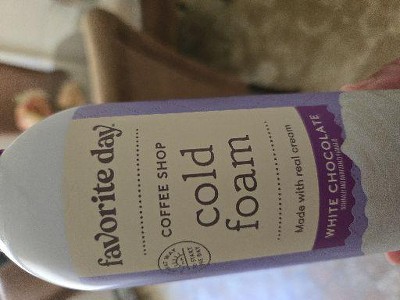 favorite day.
COFFEE SHOP
cold
foam
Made with real cream
WHITE CHOCOLATE